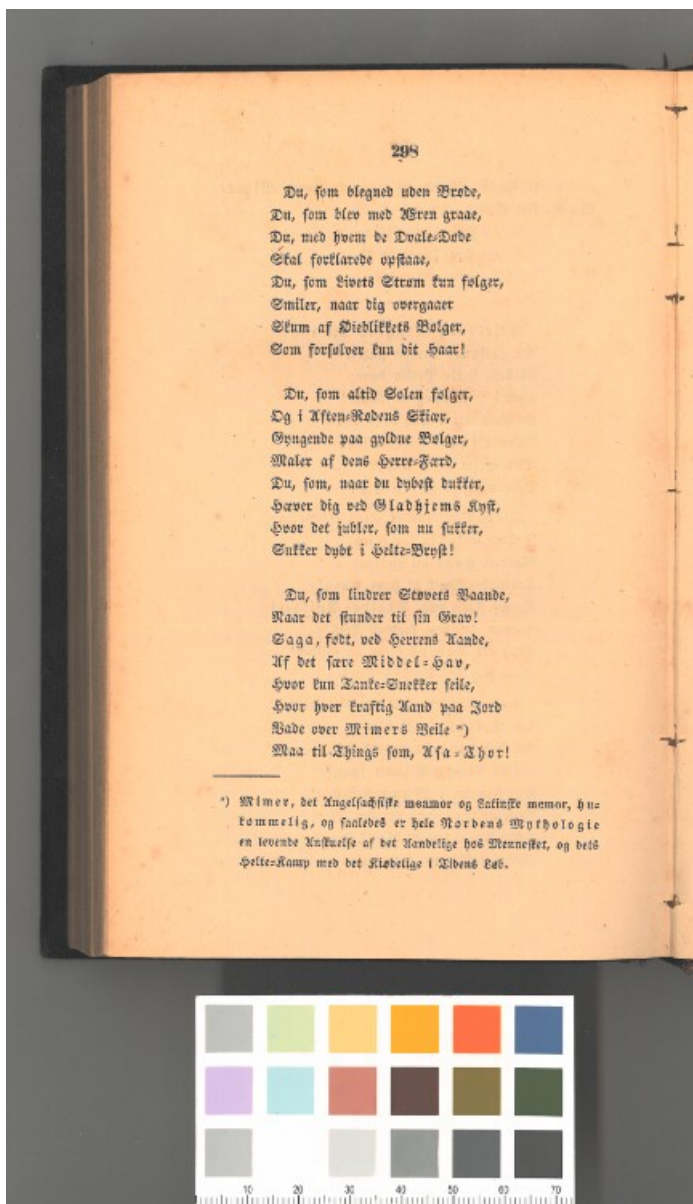 298
Du, som blegned uden Brøde,
Du, som blev med Æren graae,
Du, med hvem de Dvale-Døde
Skal forklarede opstaae,
Du, som Livets Strøm kun følger,
Smiler, naar dig overgaaer
Skum af Øieblikkets Bølger,
Som forsølver kun dit Haar!
Du, som altid Solen følger,
Og i Aften-Rødens Skiær,
Gyngende paa gyldne Bølger,
Maler af dens Herre-Færd,
Du, som, naar du dybest dukker,
Hæver dig ved Gladhjems Kyst,
Hvor det jubler, som nu sukker,
Sukker dybt i Helte-Bryst!
Du, som lindrer Støvets Vaande,
Naar det stunder til sin Grav!
Saga, født, ved Herrens Aande,
Af det sære Middel-Hav,
Hvor kun Tanke-Snekker seile,
Hvor hver kraftig Aand paa Jord
Vade over Mimers Veile *)
Maa til Things som, Asa-Thor!
*) Mimer, det Angelsachsiske meamor og Latinske memor, hu-
kommelig, og saaledes er hele Nordens Mythologie
en levende Anskuelse af det Aandelige hos Mennesket, og dets
Helte-Kamp med det Kiødelige i Tidens Løb.
10 20 30 40 50 60 70